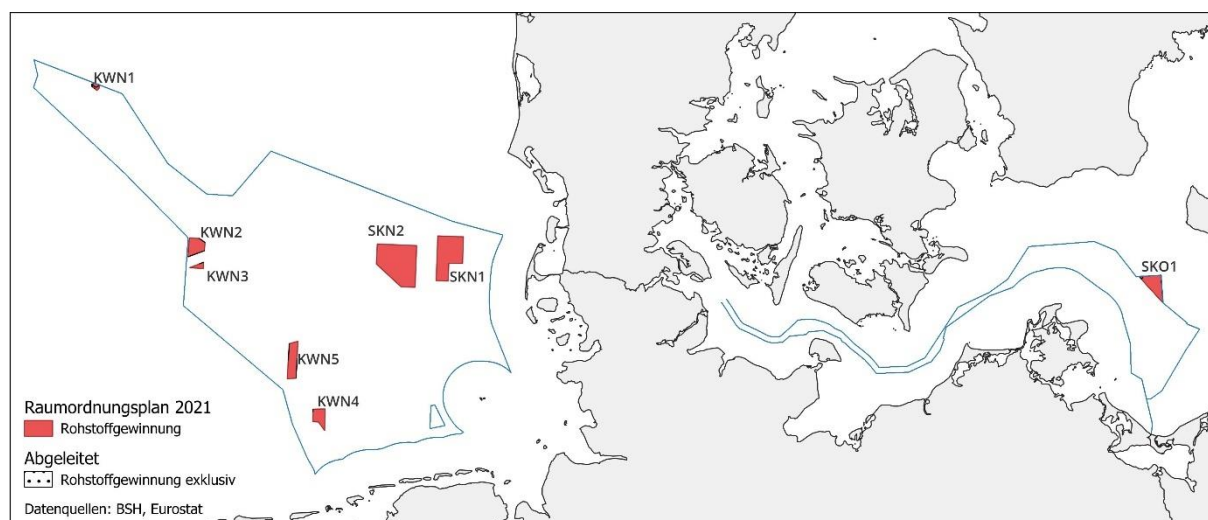 KWN1
KWN2
KWN3
SKN2
SKN1
SKO1
KWN5
KWN4
Raumordnungsplan 2021
Rohstoffgewinnung
Abgeleitet
Rohstoffgewinnung exklusiv
Datenquellen: BSH, Eurostat